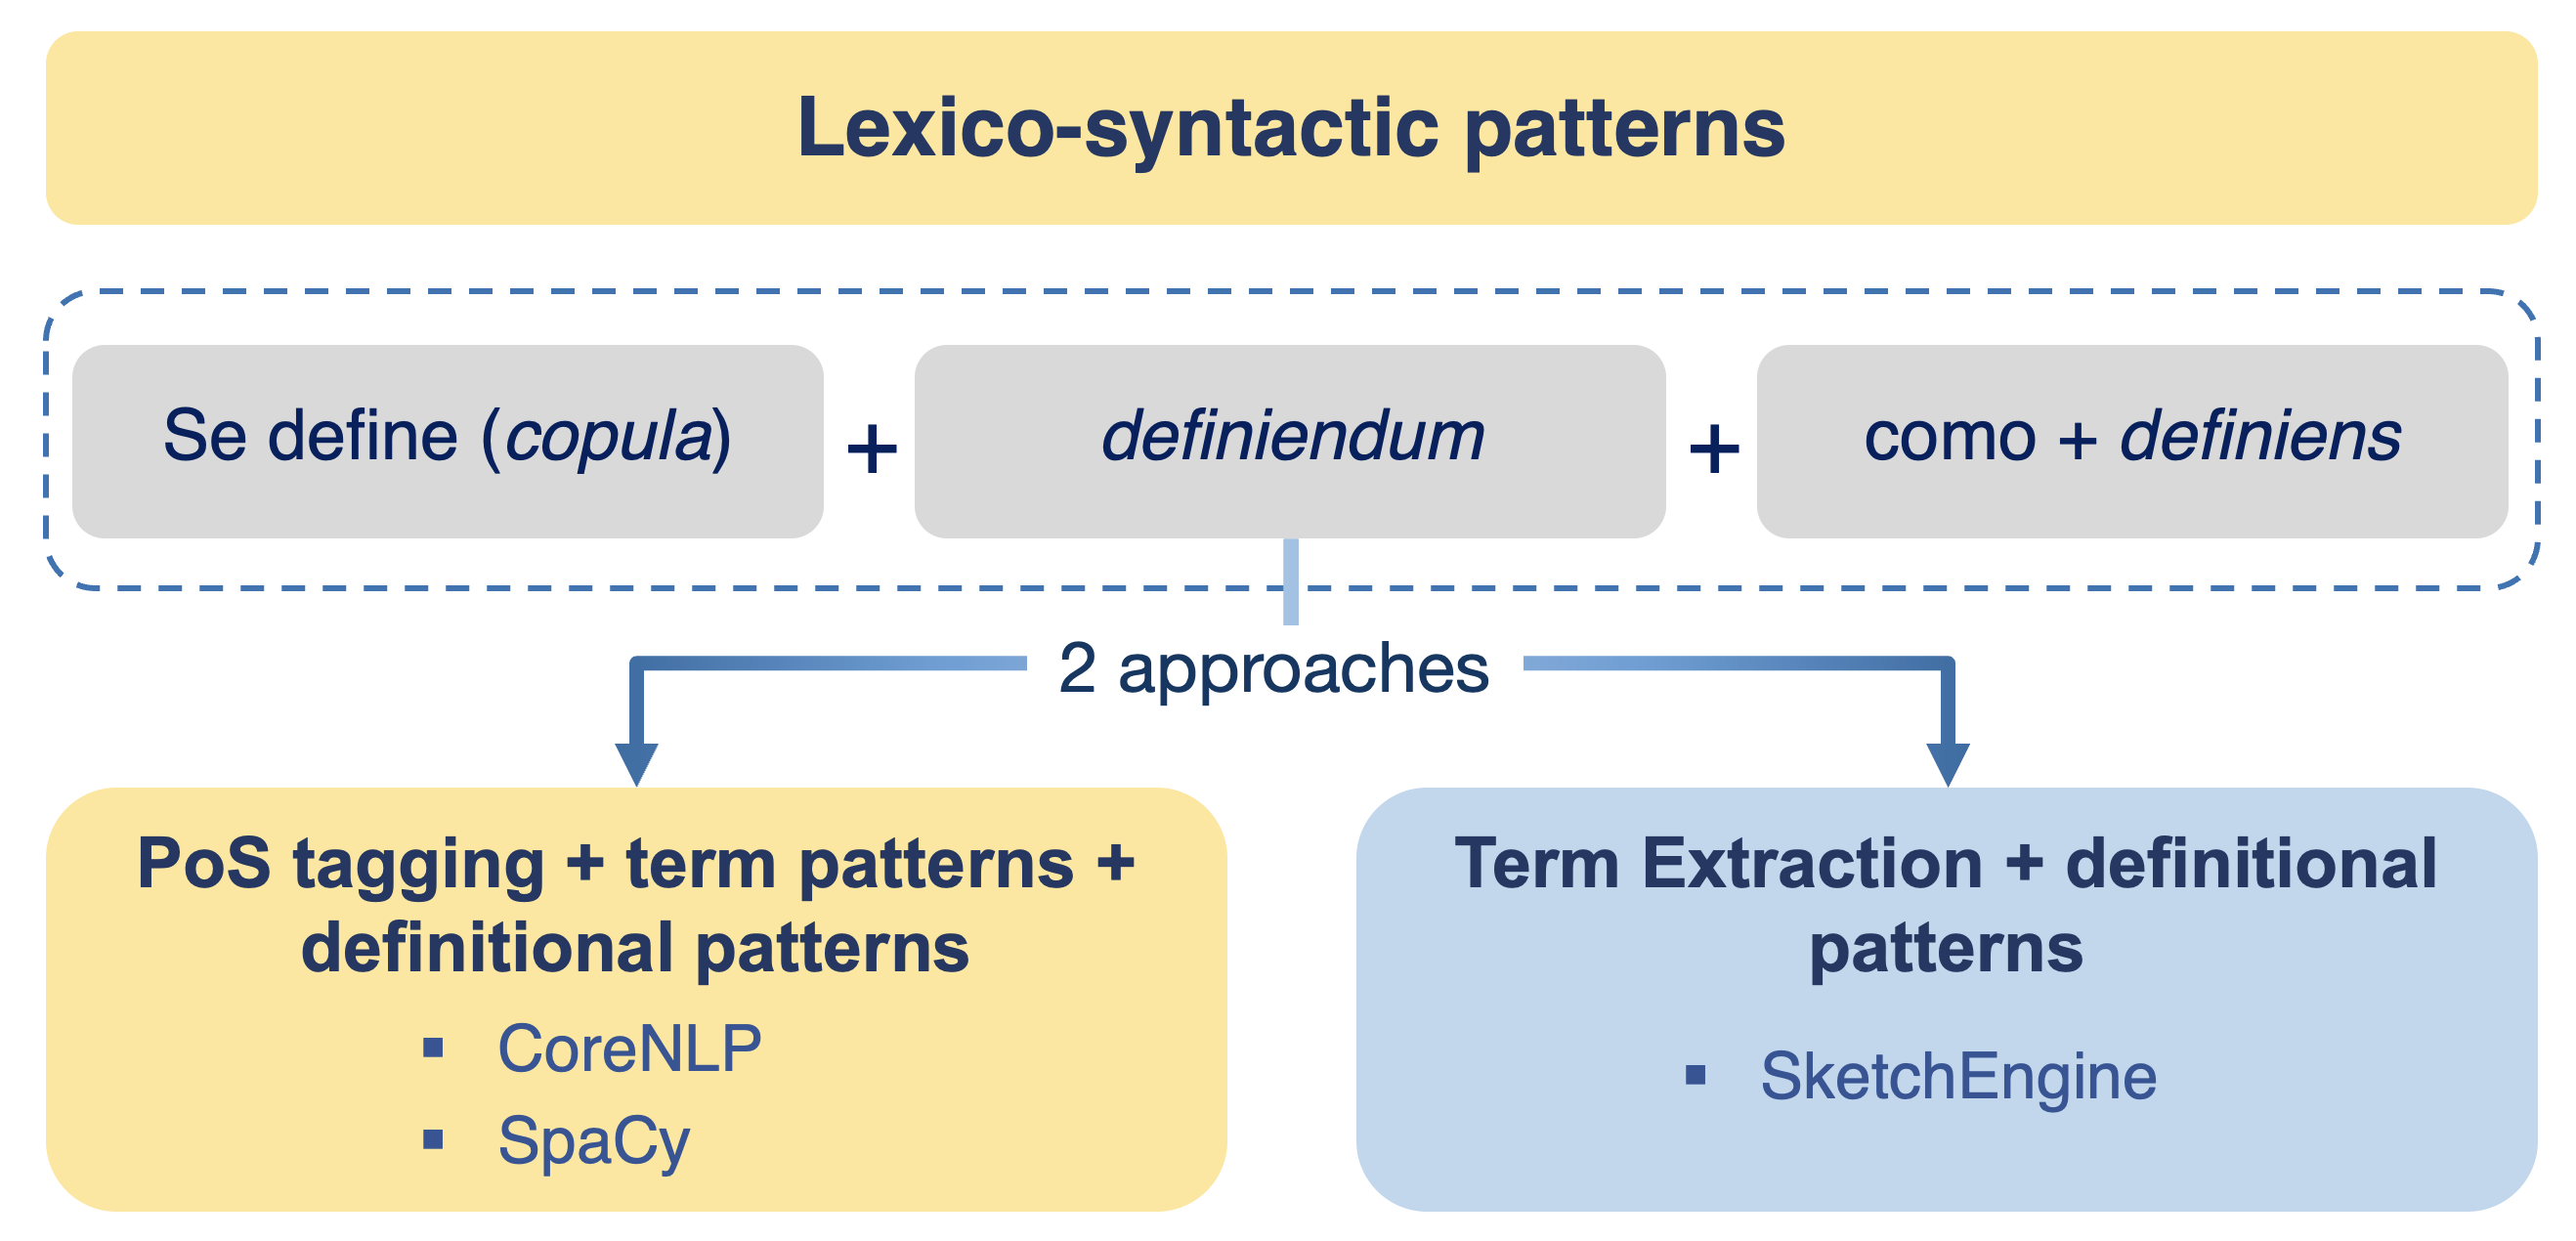 Lexico-syntactic patterns
Se define (copula) + definiendum + como + definiens
2 approaches
PoS tagging + term patterns +
definitional patterns
▪ CoreNLP
▪ SpaCy
Term Extraction + definitional
patterns
▪ SketchEngine